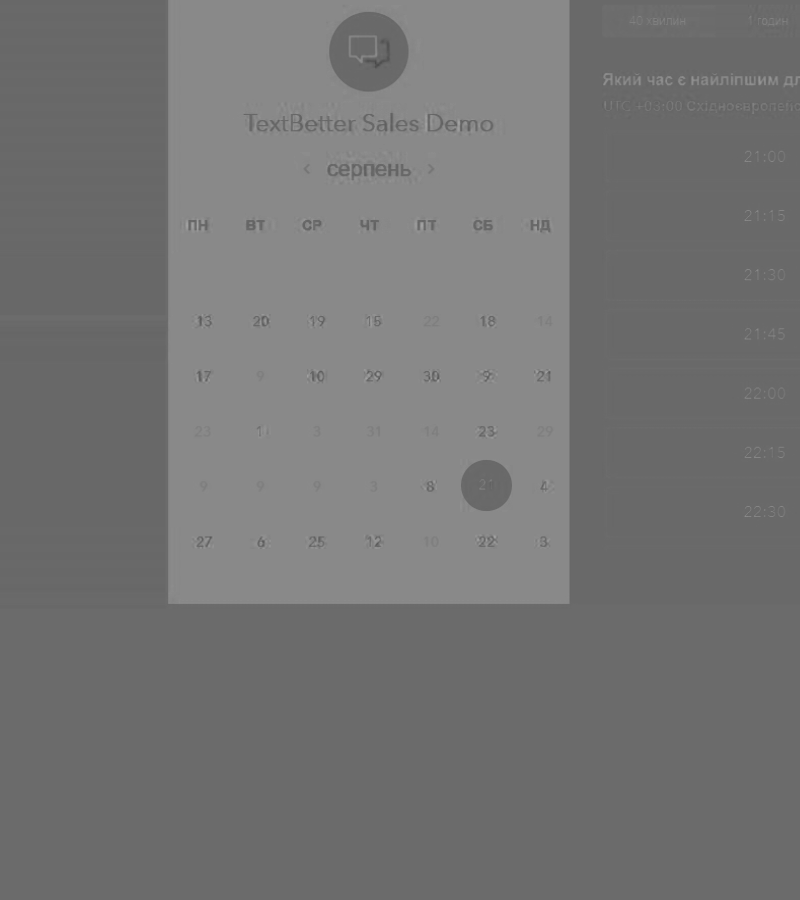 TextBetter Sales Demo
‹ серпень ›
ПН ВТ СР ЧТ ПТ СБ НД
13 20 19 15 22 18 14
17 9 10 29 30 9 21
23 1 3 31 14 23 29
9 9 9 3 8 4
27 6 25 12 10 22 3
40 хвилин 1 годин
Який час є найліпшим дл
UTC +03:00 Східноєвропейс
21:00
21:15
21:30
21:45
22:00
22:15
22:30